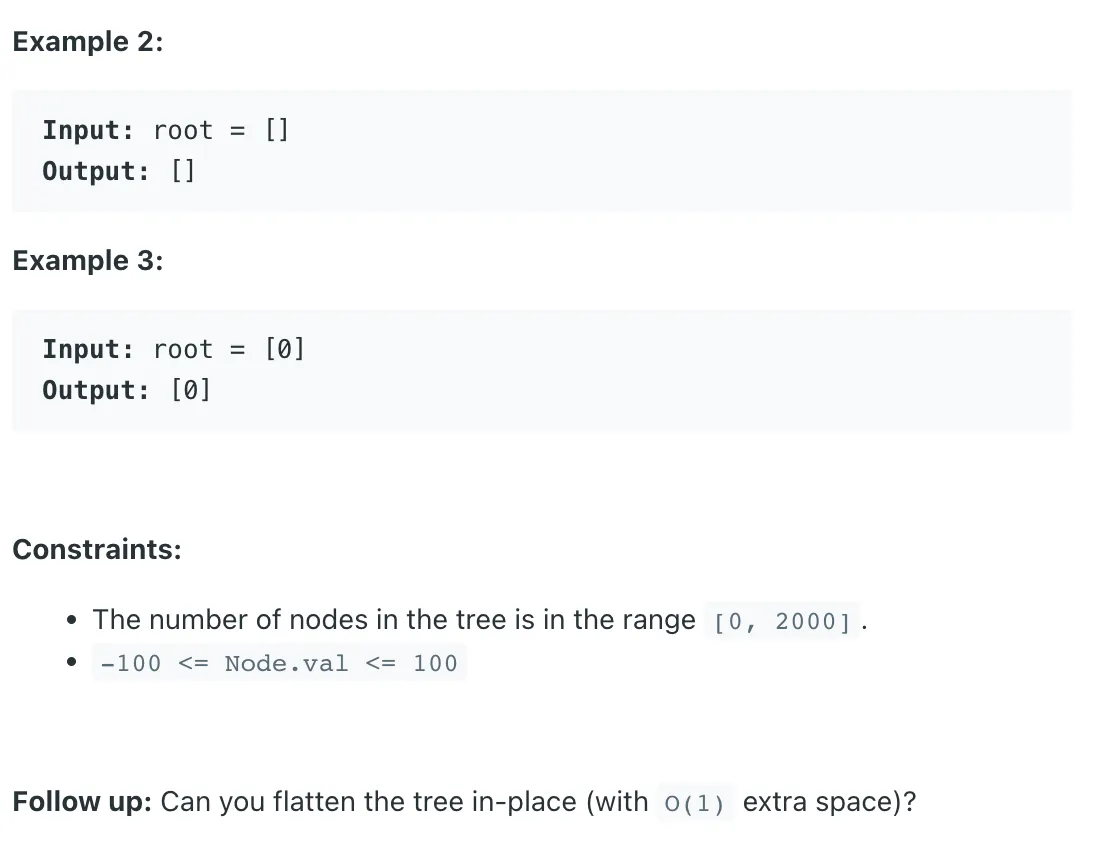 Example 2:
Input: root = []
Output: []
Example 3:
Input: root = [0]
Output: [0]
Constraints:
• The number of nodes in the tree is in the range [0, 2000].
• -100 <= Node.val <= 100
Follow up: Can you flatten the tree in-place (with O(1) extra space)?